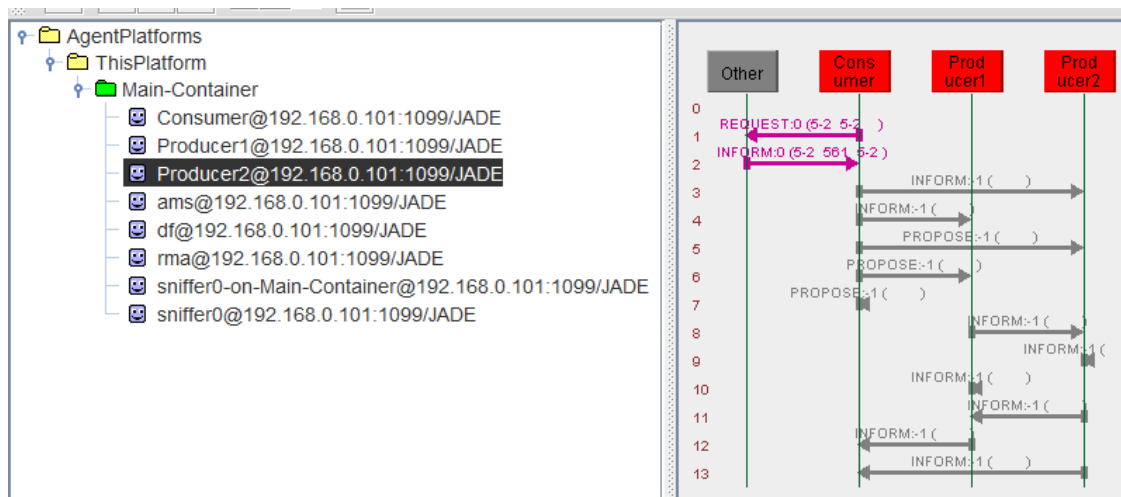 AgentPlatforms
ThisPlatform
Main-Container
Consumer@192.168.0.101:1099/JADE
Producer1@192.168.0.101:1099/JADE
Producer2@192.168.0.101:1099/JADE
ams@192.168.0.101:1099/JADE
df@192.168.0.101:1099/JADE
rma@192.168.0.101:1099/JADE
sniffer0-on-Main-Container@192.168.0.101:1099/JADE
sniffer0@192.168.0.101:1099/JADE
Other
Cons
umer
Prod
ucer1
Prod
ucer2
0
REQUEST:0 (5-2 5-2 )
1
INFORM:0 (5-2 561 5-2 )
2
INFORM:-1 ( )
3
INFORM:-1 ( )
4
PROPOSE:-1 ( )
5
PROPOSE:-1 ( )
6
PROPOSE:-1 ( )
7
INFORM:-1 ( )
8
INFORM:-1 (
9
INFORM:-1 ( )
10
INFORM:-1 ( )
11
INFORM:-1 ( )
12
INFORM:-1 ( )
13